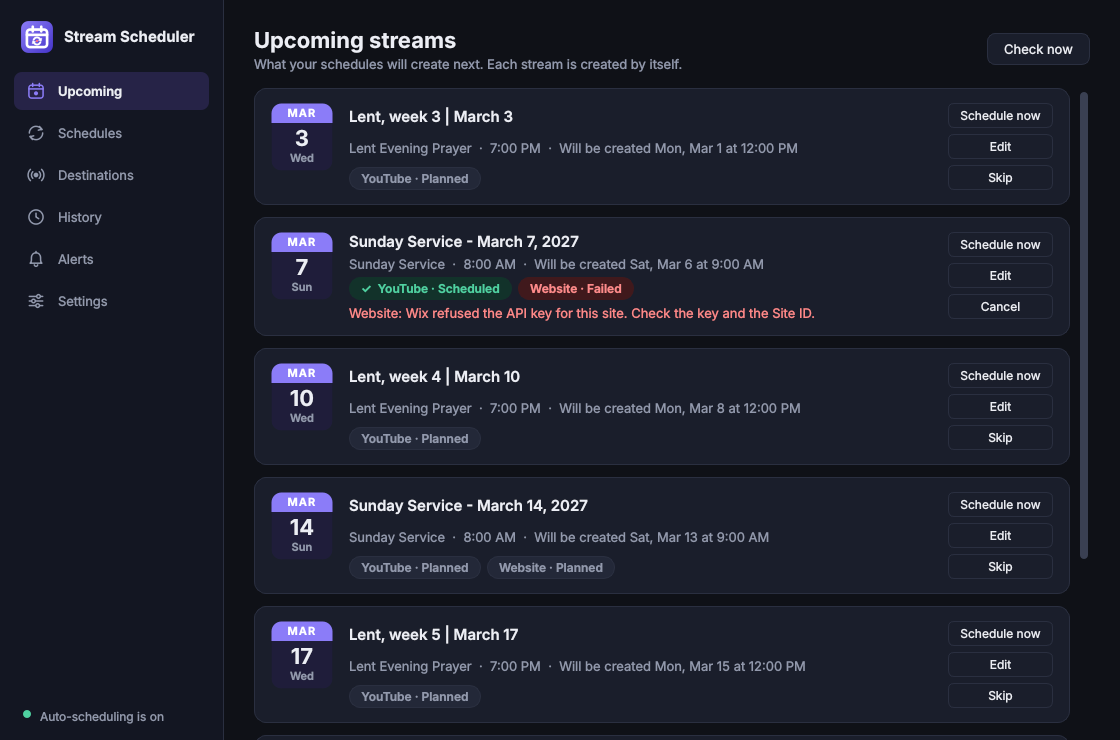 Stream Scheduler
Upcoming
Schedules
Destinations
History
Alerts
Settings
Auto-scheduling is on
Upcoming streams
What your schedules will create next. Each stream is created by itself.
Check now
MAR
3
Wed
Lent, week 3 | March 3
Lent Evening Prayer · 7:00 PM · Will be created Mon, Mar 1 at 12:00 PM
YouTube · Planned
Schedule now
Edit
Skip
MAR
7
Sun
Sunday Service - March 7, 2027
Sunday Service · 8:00 AM · Will be created Sat, Mar 6 at 9:00 AM
✓ YouTube · Scheduled Website · Failed
Website: Wix refused the API key for this site. Check the key and the Site ID.
Schedule now
Edit
Cancel
MAR
10
Wed
Lent, week 4 | March 10
Lent Evening Prayer · 7:00 PM · Will be created Mon, Mar 8 at 12:00 PM
YouTube · Planned
Schedule now
Edit
Skip
MAR
14
Sun
Sunday Service - March 14, 2027
Sunday Service · 8:00 AM · Will be created Sat, Mar 13 at 9:00 AM
YouTube · Planned Website · Planned
Schedule now
Edit
Skip
MAR
17
Wed
Lent, week 5 | March 17
Lent Evening Prayer · 7:00 PM · Will be created Mon, Mar 15 at 12:00 PM
YouTube · Planned
Schedule now
Edit
Skip